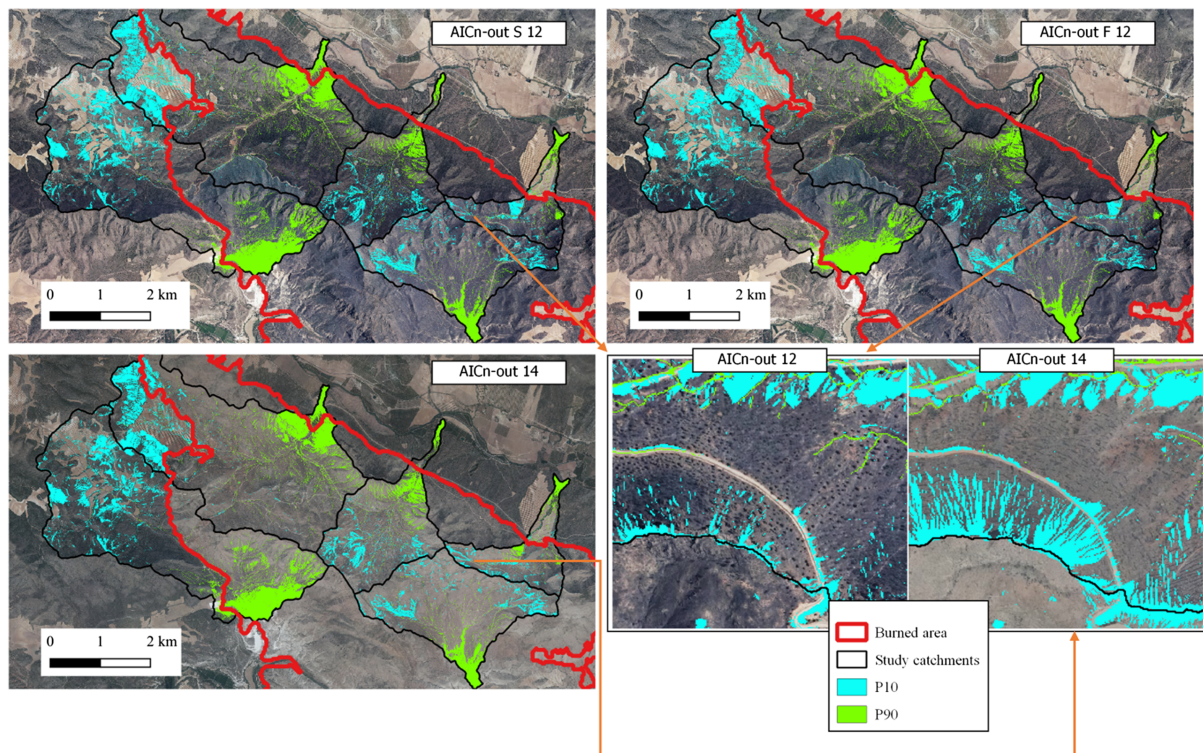 AICn-out S 12
AICn-out F 12
0 1 2 km
0 1 2 km
AICn-out 14
AICn-out 12
AICn-out 14
0 1 2 km
Burned area
Study catchments
P10
P90